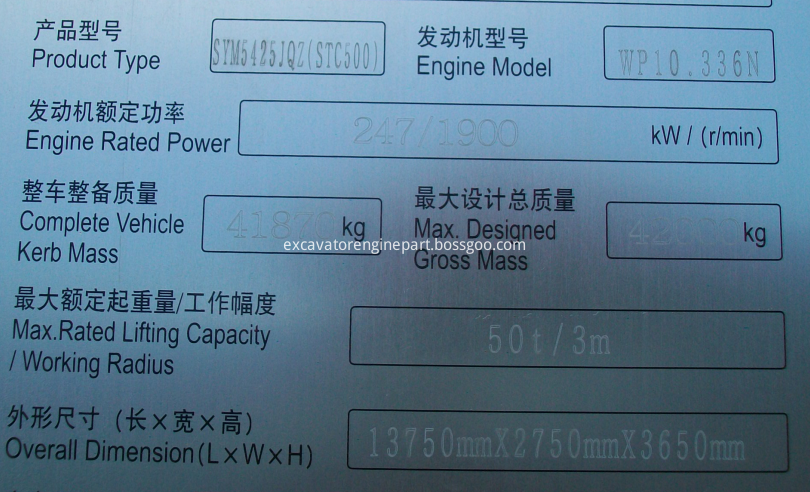 产品型号
Product Type
SYM5425JQZ(STC500)
发动机型号
Engine Model
WP10.336N
发动机额定功率
Engine Rated Power
247/1900 kW / (r/min)
整车整备质量
Complete Vehicle
Kerb Mass
41870 kg
最大设计总质量
Max. Designed
Gross Mass
kg
excavatorenginepart.bossgoo.com
最大额定起重量/工作幅度
Max.Rated Lifting Capacity
/ Working Radius
50t/3m
外形尺寸（长×宽×高）
Overall Dimension(L×W×H)
13750mmX2750mmX3650mm